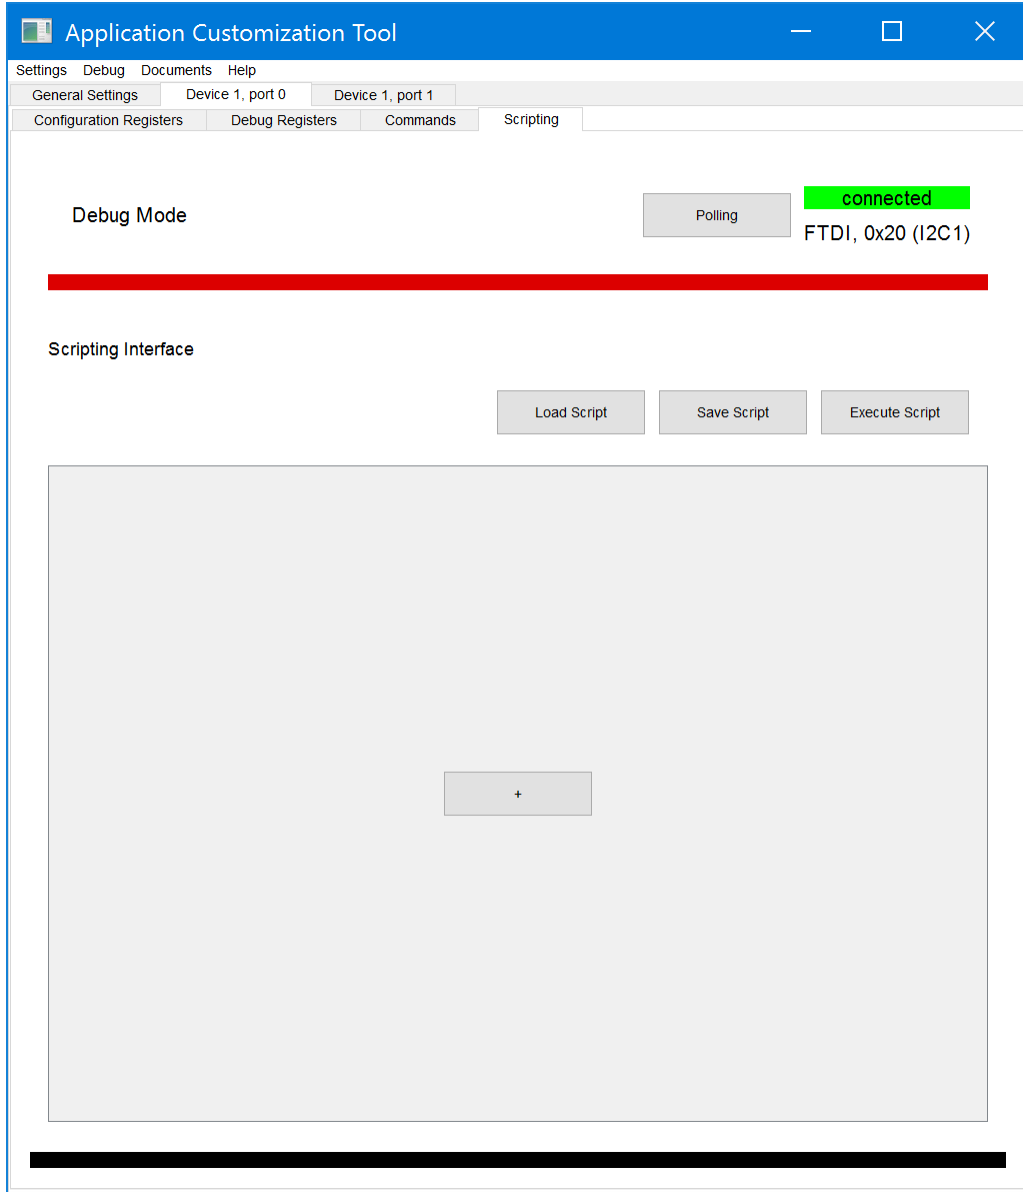 Application Customization Tool
Settings Debug Documents Help
General Settings Device 1, port 0 Device 1, port 1
Configuration Registers Debug Registers Commands Scripting
connected
Debug Mode Polling
FTDI, 0x20 (I2C1)
Scripting Interface
Load Script Save Script Execute Script
+